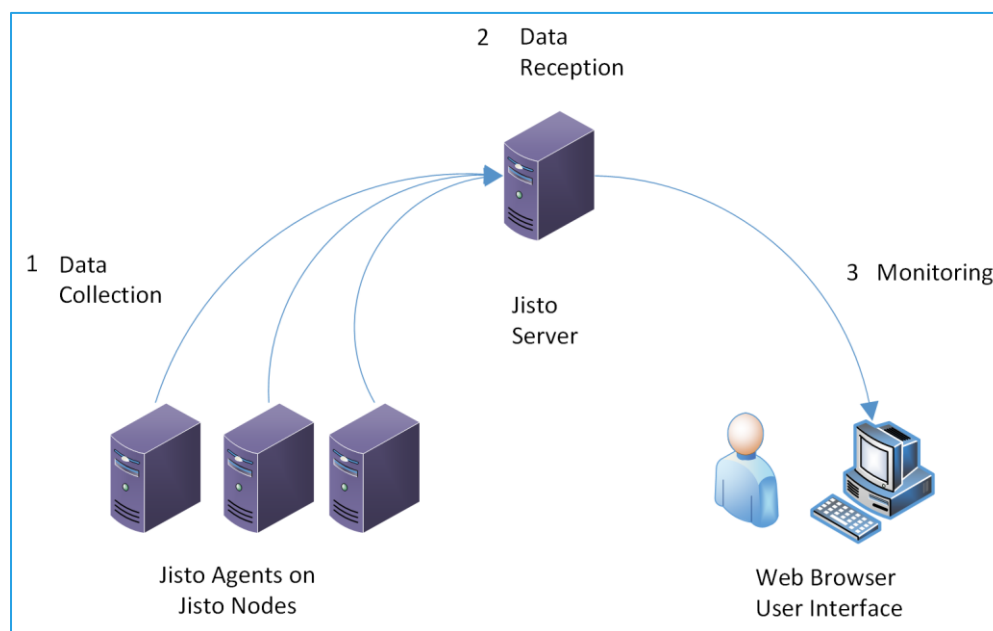 2 Data
Reception
1 Data
Collection
3 Monitoring
Jisto
Server
Jisto Agents on
Jisto Nodes
Web Browser
User Interface